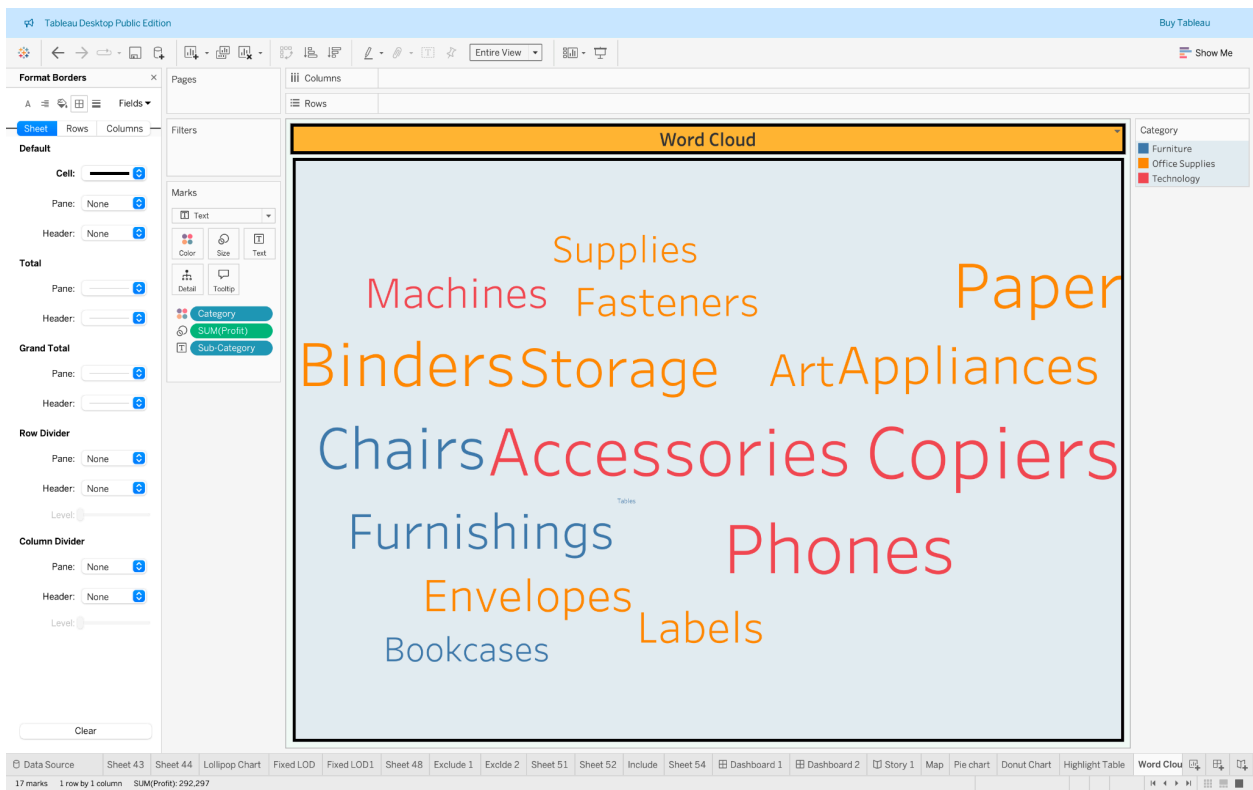 Tableau Desktop Public Edition
Buy Tableau
Entire View
Show Me
Format Borders
Fields
Sheet Rows Columns
Default
Cell:
Pane: None
Header: None
Total
Pane:
Header:
Grand Total
Pane:
Header:
Row Divider
Pane: None
Header: None
Level:
Column Divider
Pane: None
Header: None
Level:
Clear
Pages
Filters
Marks
Text
Color Size Text
Detail Tooltip
Category
SUM(Profit)
Sub-Category
Columns
Rows
Word Cloud
Supplies
Machines
Fasteners
Paper
Binders Storage Art Appliances
Chairs Accessories Copiers
Tables
Furnishings
Phones
Envelopes
Labels
Bookcases
Category
Furniture
Office Supplies
Technology
Data Source Sheet 43 Sheet 44 Lollipop Chart Fixed LOD Fixed LOD1 Sheet 48 Exclude 1 Exclde 2 Sheet 51 Sheet 52 Include Sheet 54 Dashboard 1 Dashboard 2 Story 1 Map Pie chart Donut Chart Highlight Table Word Clou
17 marks 1 row by 1 column SUM(Profit): 292,297